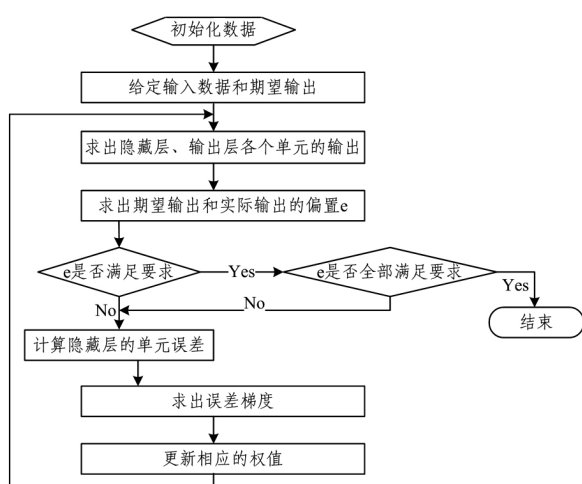 初始化数据
给定输入数据和期望输出
求出隐藏层、输出层各个单元的输出
求出期望输出和实际输出的偏置e
e是否满足要求
Yes
e是否全部满足要求
Yes
No
No
结束
计算隐藏层的单元误差
求出误差梯度
更新相应的权值